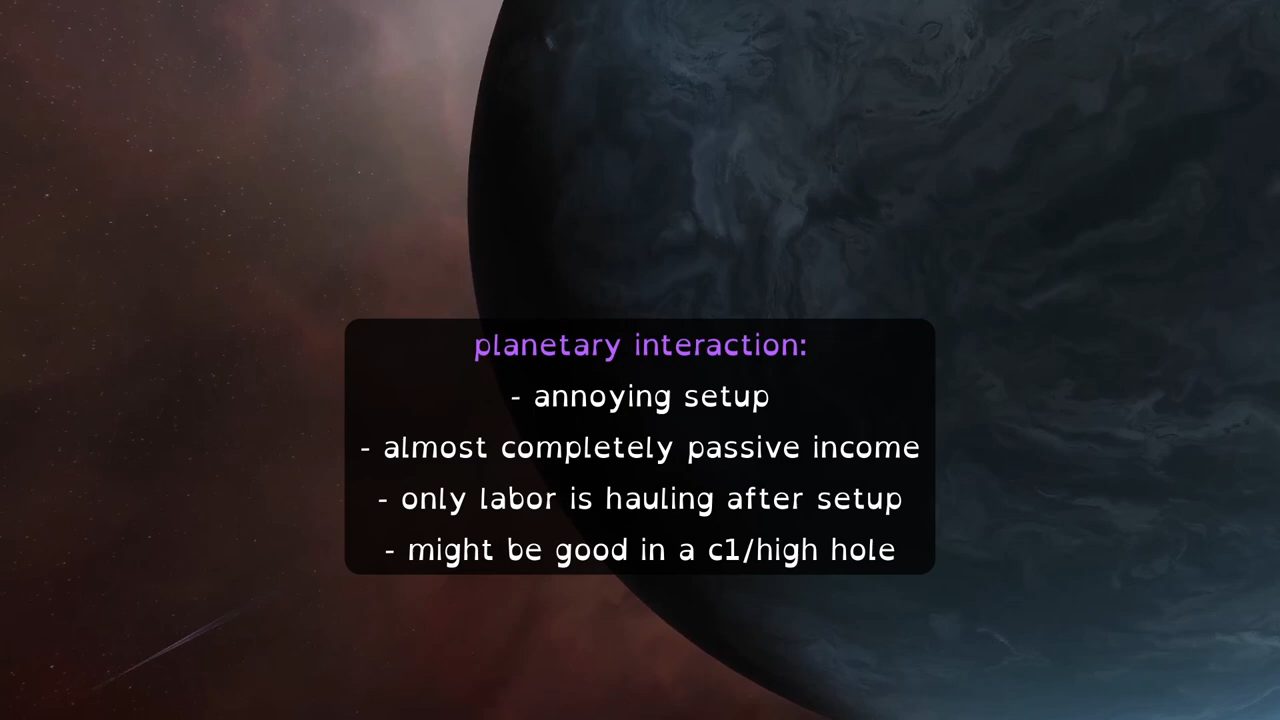 planetary interaction:
- annoying setup
- almost completely passive income
- only labor is hauling after setup
- might be good in a c1/high hole